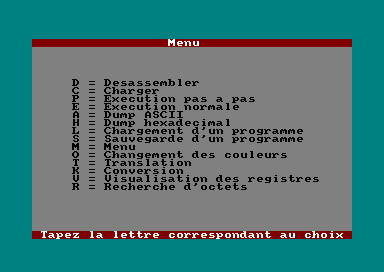 Menu
D = Desassembler
C = Charger
P = Execution pas a pas
E = Execution normale
A = Dump ASCII
H = Dump hexadecimal
L = Chargement d'un programme
S = Sauvegarde d'un programme
M = Menu
O = Changement des couleurs
T = Translation
K = Conversion
V = Visualisation des registres
R = Recherche d'octets
Tapez la lettre correspondant au choix